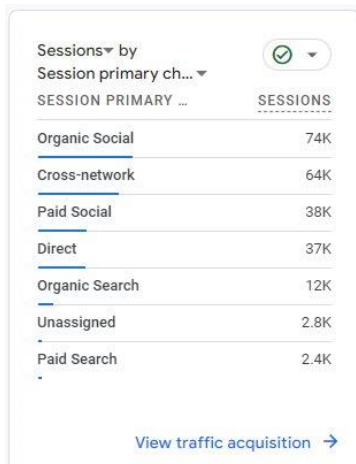 Sessions by
Session primary ch...
SESSION PRIMARY ... SESSIONS
Organic Social 74K
Cross-network 64K
Paid Social 38K
Direct 37K
Organic Search 12K
Unassigned 2.8K
Paid Search 2.4K
View traffic acquisition